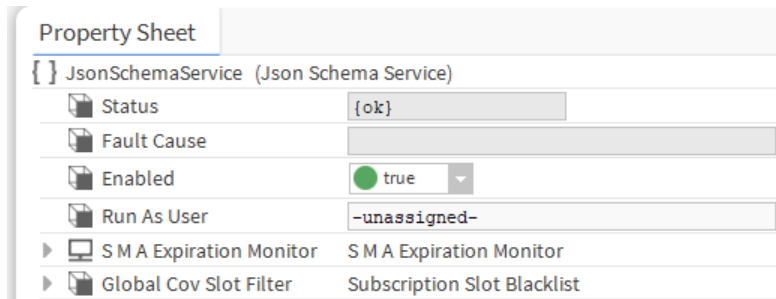 Property Sheet
{ } JsonSchemaService (Json Schema Service)
Status {ok}
Fault Cause
Enabled true
Run As User -unassigned-
S M A Expiration Monitor S M A Expiration Monitor
Global Cov Slot Filter Subscription Slot Blacklist